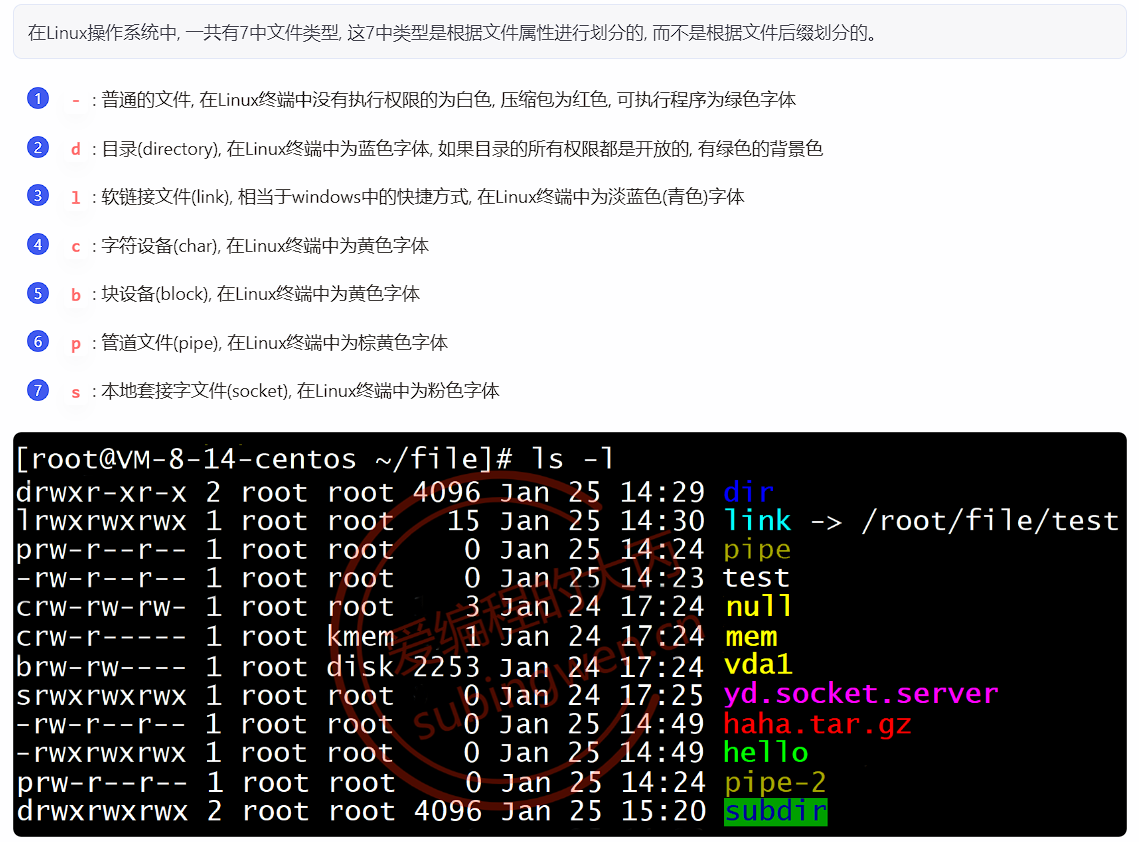 在Linux操作系统中, 一共有7中文件类型, 这7中类型是根据文件属性进行划分的, 而不是根据文件后缀划分的。
1 - : 普通的文件, 在Linux终端中没有执行权限的为白色, 压缩包为红色, 可执行程序为绿色字体
2 d : 目录(directory), 在Linux终端中为蓝色字体, 如果目录的所有权限都是开放的, 有绿色的背景色
3 l : 软链接文件(link), 相当于windows中的快捷方式, 在Linux终端中为淡蓝色(青色)字体
4 c : 字符设备(char), 在Linux终端中为黄色字体
5 b : 块设备(block), 在Linux终端中为黄色字体
6 p : 管道文件(pipe), 在Linux终端中为棕黄色字体
7 s : 本地套接字文件(socket), 在Linux终端中为粉色字体
[root@VM-8-14-centos ~/file]# ls -l
drwxr-xr-x 2 root root 4096 Jan 25 14:29 dir
lrwxrwxrwx 1 root root 15 Jan 25 14:30 link -> /root/file/test
prw-r--r-- 1 root root 0 Jan 25 14:24 pipe
-rw-r--r-- 1 root root 0 Jan 25 14:23 test
crw-rw-rw- 1 root root 3 Jan 24 17:24 null
crw-r----- 1 root kmem 1 Jan 24 17:24 mem
brw-rw---- 1 root disk 2253 Jan 24 17:24 vda1
srwxrwxrwx 1 root root 0 Jan 24 17:25 yd.socket.server
-rw-r--r-- 1 root root 0 Jan 25 14:49 haha.tar.gz
-rwxrwxrwx 1 root root 0 Jan 25 14:49 hello
prw-r--r-- 1 root root 0 Jan 25 14:24 pipe-2
drwxrwxrwx 2 root root 4096 Jan 25 15:20 subdir
爱编程的大丙
subingwen.cn